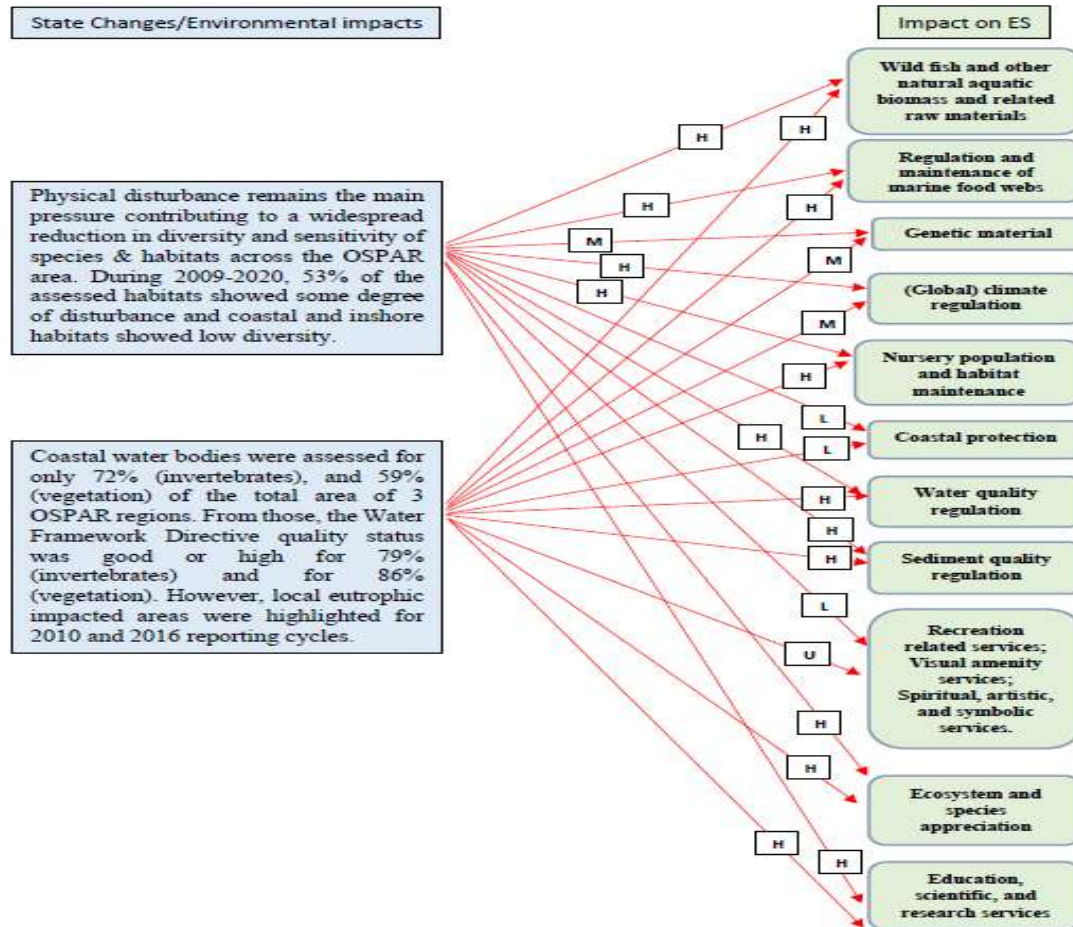 State Changes/Environmental impacts
Impact on ES
Physical disturbance remains the main
pressure contributing to a widespread
reduction in diversity and sensitivity of
species & habitats across the OSPAR
area. During 2009-2020, 53% of the
assessed habitats showed some degree
of disturbance and coastal and inshore
habitats showed low diversity.
Coastal water bodies were assessed for
only 72% (invertebrates), and 59%
(vegetation) of the total area of 3
OSPAR regions. From those, the Water
Framework Directive quality status
was good or high for 79%
(invertebrates) and for 86%
(vegetation). However, local eutrophic
impacted areas were highlighted for
2010 and 2016 reporting cycles.
H
H
H
H
M
M
H
H
M
H
L
H
L
H
H
H
L
U
H
H
H
H
Wild fish and other
natural aquatic
biomass and related
raw materials
Regulation and
maintenance of
marine food webs
Genetic material
(Global) climate
regulation
Nursery population
and habitat
maintenance
Coastal protection
Water quality
regulation
Sediment quality
regulation
Recreation
related services;
Visual amenity
services;
Spiritual, artistic,
and symbolic
services.
Ecosystem and
species
appreciation
Education,
scientific, and
research services